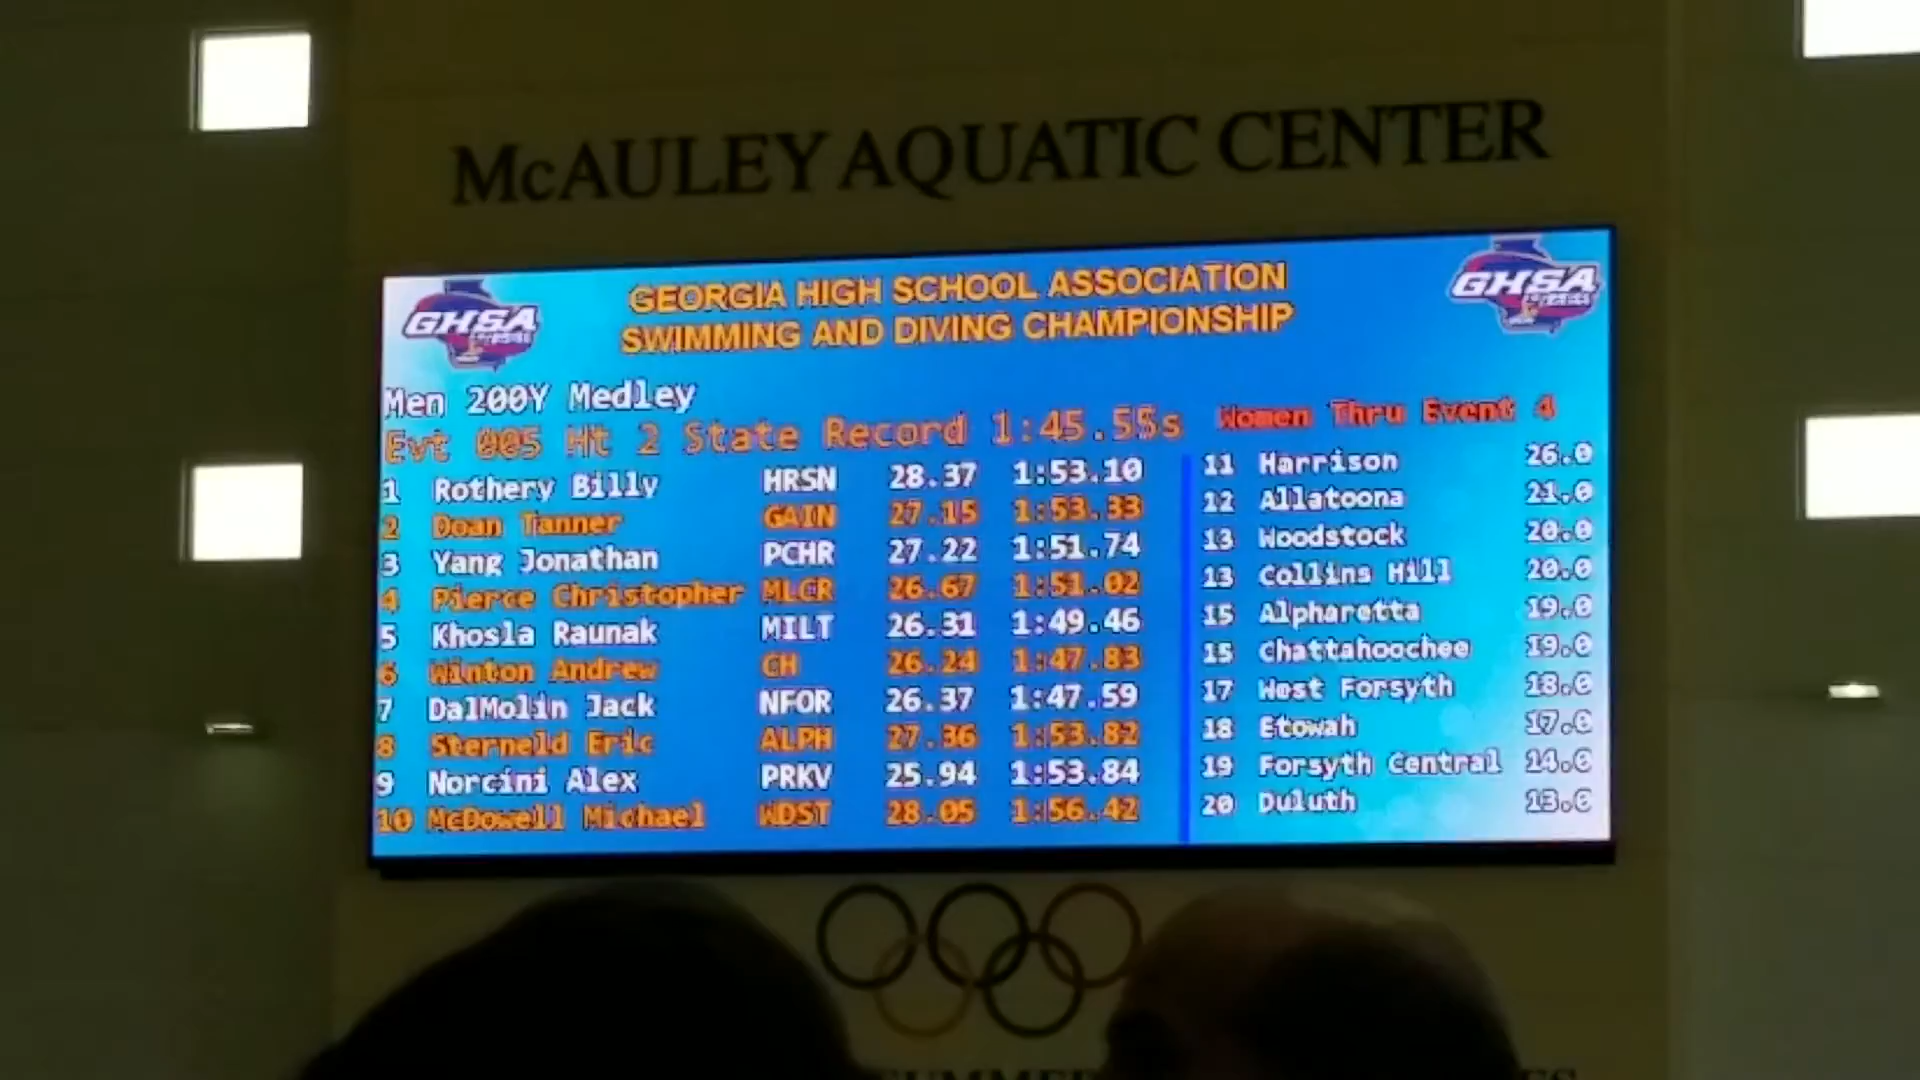 McAULEY AQUATIC CENTER
GHSA
GEORGIA HIGH SCHOOL ASSOCIATION
SWIMMING AND DIVING CHAMPIONSHIP
GHSA
Men 200Y Medley
Evt 005 Ht 2 State Record 1:45.55s
1 Rothery Billy HRSN 28.37 1:53.10
2 Doan Tanner GAIN 27.15 1:53.33
3 Yang Jonathan PCHR 27.22 1:51.74
4 Pierce Christopher MLCR 26.67 1:51.02
5 Khosla Raunak MILT 26.31 1:49.46
6 Winton Andrew CH 26.24 1:47.83
7 DalMolin Jack NFOR 26.37 1:47.59
8 Sterneld Eric ALPH 27.36 1:53.82
9 Norcini Alex PRKV 25.94 1:53.84
10 McDowell Michael WDST 28.05 1:56.42
Women Thru Event 4
11 Harrison 26.0
12 Allatoona 21.0
13 Woodstock 20.0
13 Collins Hill 20.0
15 Alpharetta 19.0
15 Chattahoochee 19.0
17 West Forsyth 18.0
18 Etowah 17.0
19 Forsyth Central 14.0
20 Duluth 13.0